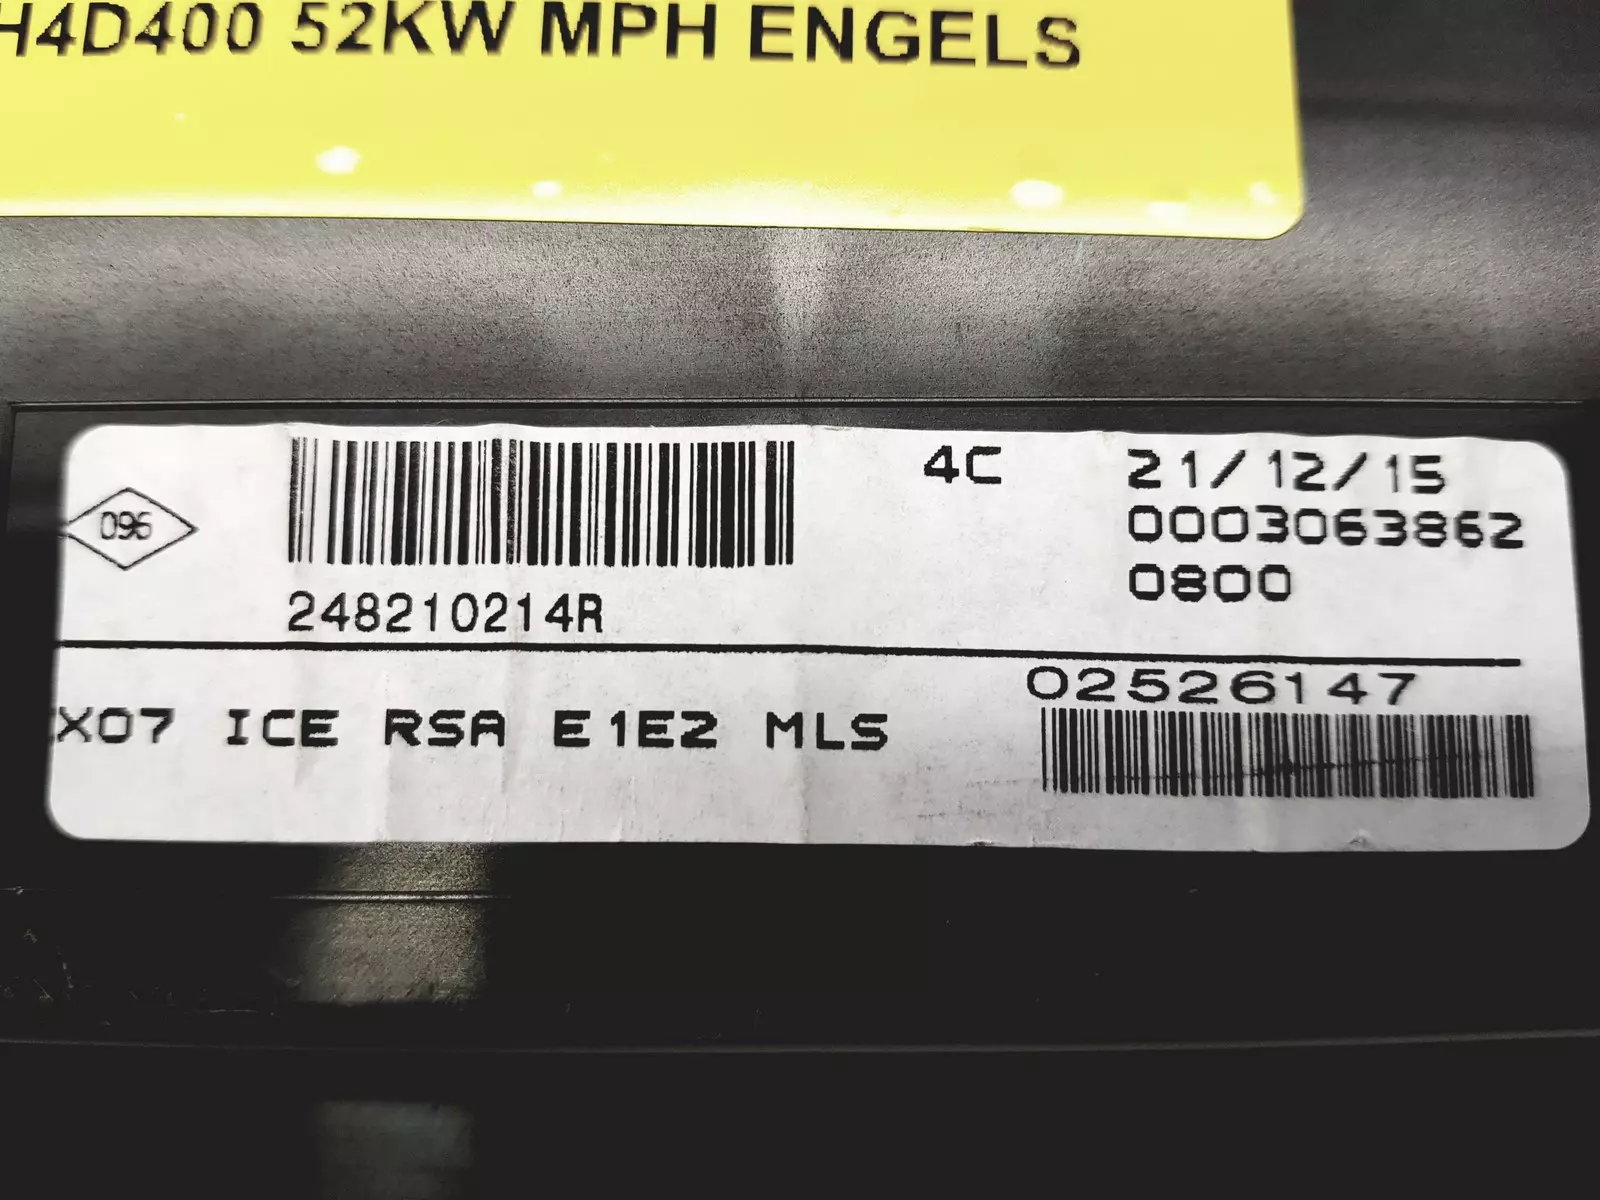 H4D400 52KW MPH ENGELS
4C 21/12/15
096
0003063862
0800
248210214R
02526147
X07 ICE RSA E1E2 MLS